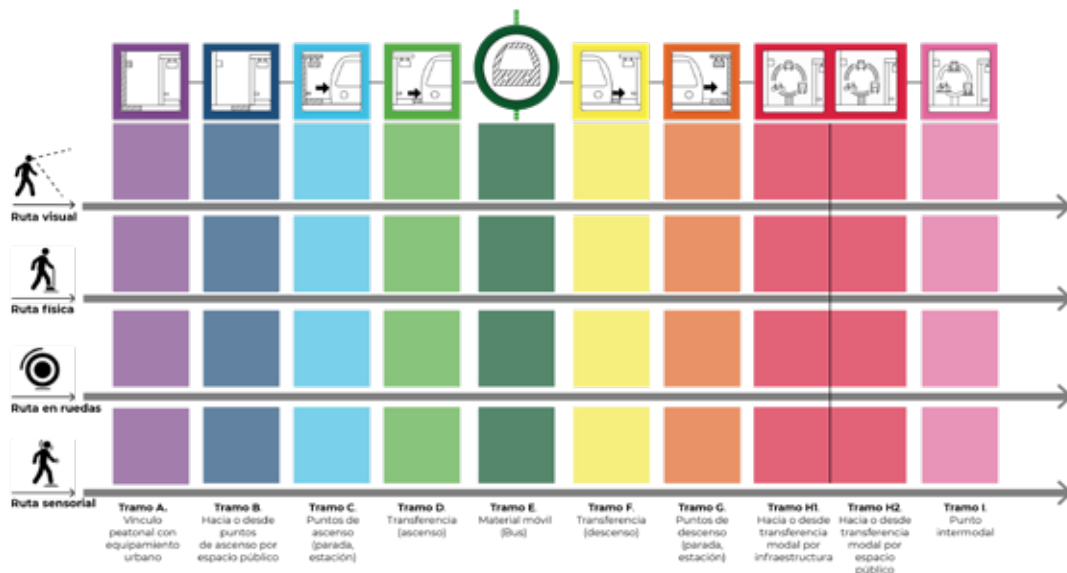 Ruta visual
Ruta física
Ruta en ruedas
Ruta sensorial
Tramo A.
Vínculo
peatonal con
equipamiento
urbano
Tramo B.
Hacia o desde
puntos
de ascenso por
espacio público
Tramo C.
Puntos de
ascenso
(parada,
estación)
Tramo D.
Transferencia
(ascenso)
Tramo E.
Material móvil
(Bus)
Tramo F.
Transferencia
(descenso)
Tramo G.
Puntos de
descenso
(parada,
estación)
Tramo H1.
Hacia o desde
transferencia
modal por
infraestructura
Tramo H2.
Hacia o desde
transferencia
modal por
espacio
público
Tramo I.
Punto
intermodal